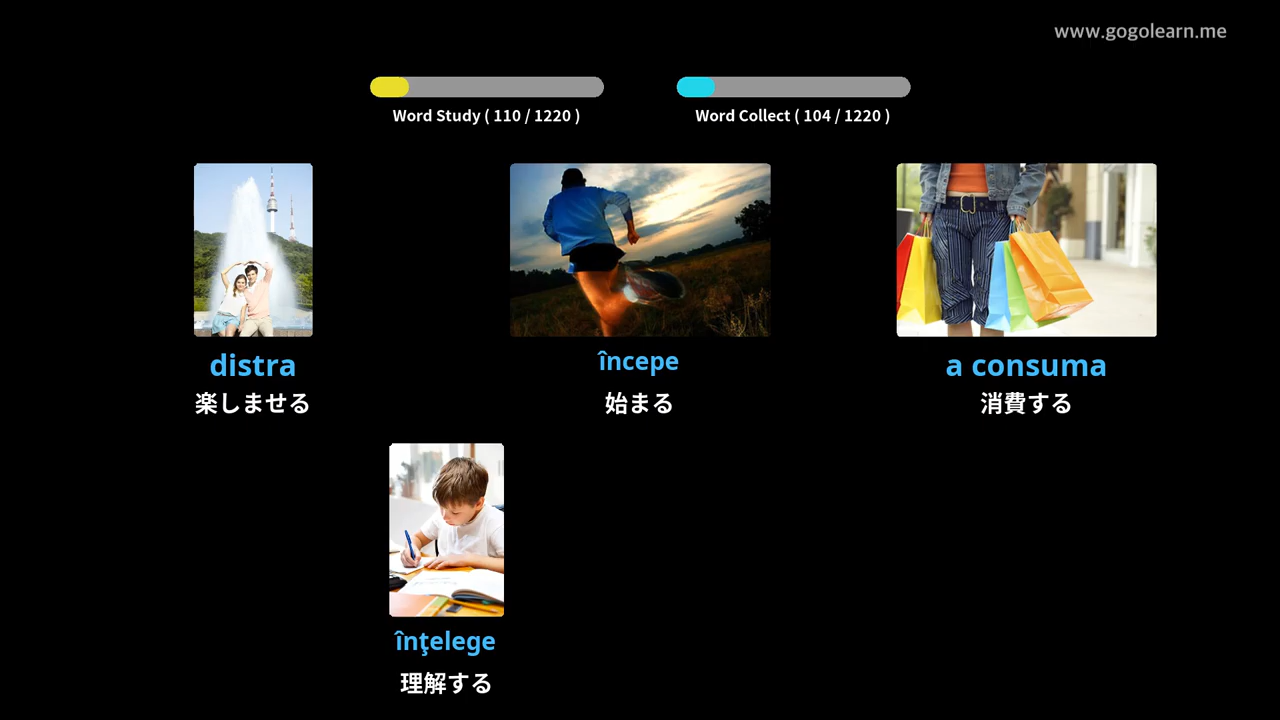 www.gogolearn.me
Word Study ( 110 / 1220 )
Word Collect ( 104 / 1220 )
distra
楽しませる
începe
始まる
a consuma
消費する
înţelege
理解する